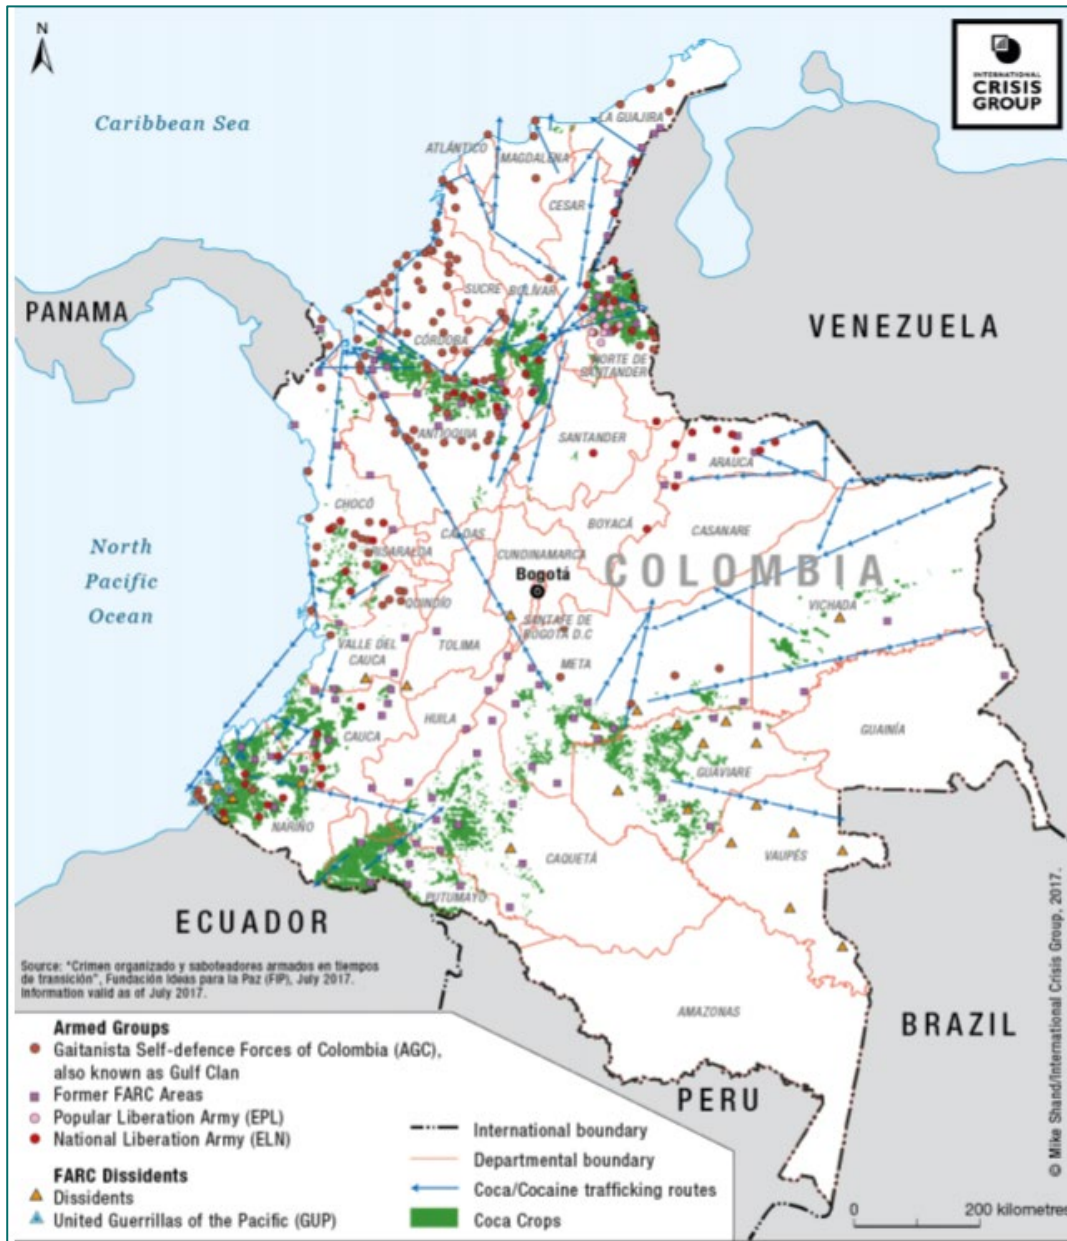 N
INTERNATIONAL
CRISIS
GROUP
Caribbean Sea
LA GUAJIRA
ATLÁNTICO
MAGDALENA
CESAR
PANAMA
SUCRE
BOLÍVAR
VENEZUELA
CÓRDOBA
NORTE DE
SANTANDER
ANTIOQUIA
SANTANDER
ARAUCA
CHOCÓ
BOYACÁ
CASANARE
North
Pacific
Ocean
CALDAS
RISARALDA
CUNDINAMARCA
Bogotá
COLOMBIA
QUINDÍO
VICHADA
SANTAFE DE
BOGOTA D.C
VALLE DEL
CAUCA
TOLIMA
META
HUILA
CAUCA
GUAINÍA
GUAVIARE
NARIÑO
CAQUETÁ
VAUPÉS
PUTUMAYO
ECUADOR
Source: "Crimen organizado y saboteadores armados en tiempos
de transición", Fundación Ideas para la Paz (FIP), July 2017.
Information valid as of July 2017.
AMAZONAS
BRAZIL
PERU
Armed Groups
Gaitanista Self-defence Forces of Colombia (AGC),
also known as Gulf Clan
Former FARC Areas
Popular Liberation Army (EPL)
National Liberation Army (ELN)
FARC Dissidents
Dissidents
United Guerrillas of the Pacific (GUP)
International boundary
Departmental boundary
Coca/Cocaine trafficking routes
Coca Crops
0 200 kilometres
© Mike Shand/International Crisis Group, 2017.